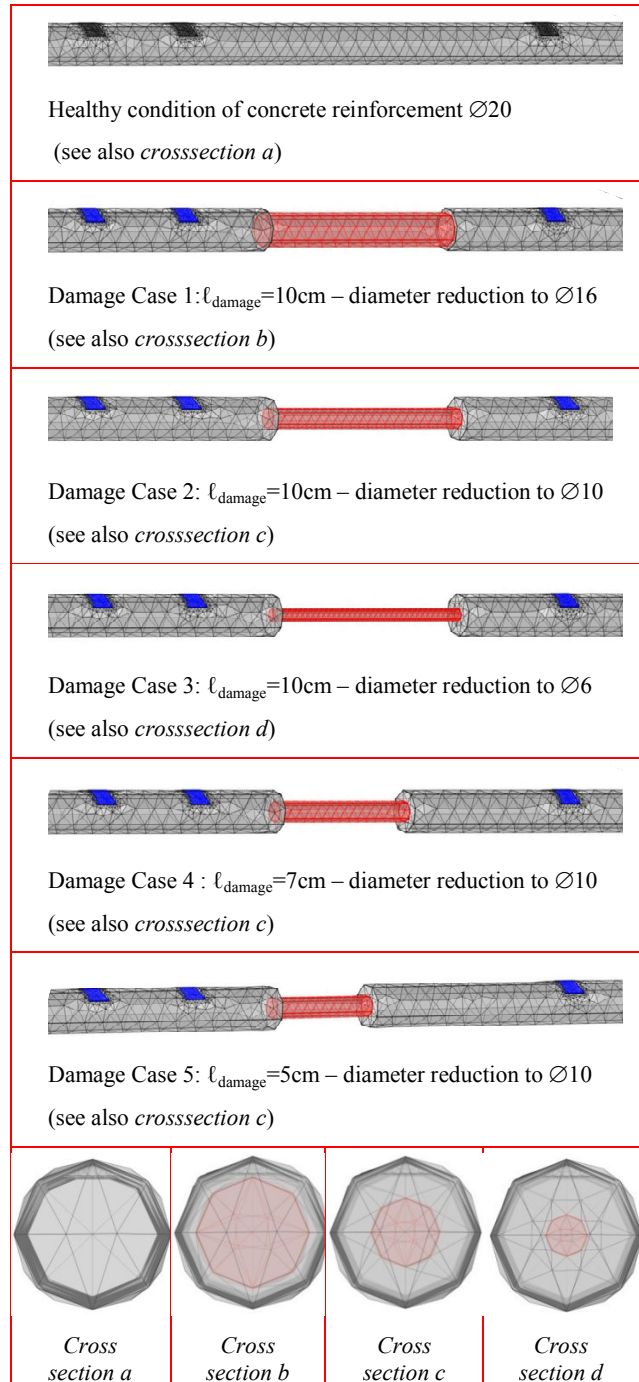 Healthy condition of concrete reinforcement ∅20
(see also crosssection a)
Damage Case 1:ℓdamage=10cm – diameter reduction to ∅16
(see also crosssection b)
Damage Case 2: ℓdamage=10cm – diameter reduction to ∅10
(see also crosssection c)
Damage Case 3: ℓdamage=10cm – diameter reduction to ∅6
(see also crosssection d)
Damage Case 4 : ℓdamage=7cm – diameter reduction to ∅10
(see also crosssection c)
Damage Case 5: ℓdamage=5cm – diameter reduction to ∅10
(see also crosssection c)
Cross
section a
Cross
section b
Cross
section c
Cross
section d